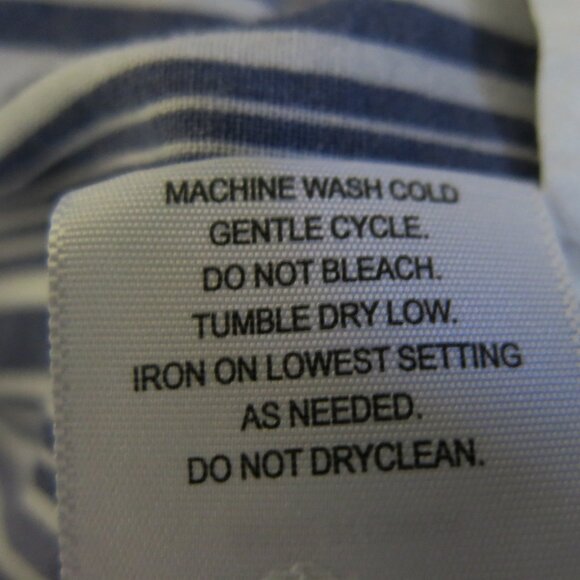 MACHINE WASH COLD
GENTLE CYCLE.
DO NOT BLEACH.
TUMBLE DRY LOW.
IRON ON LOWEST SETTING
AS NEEDED.
DO NOT DRYCLEAN.